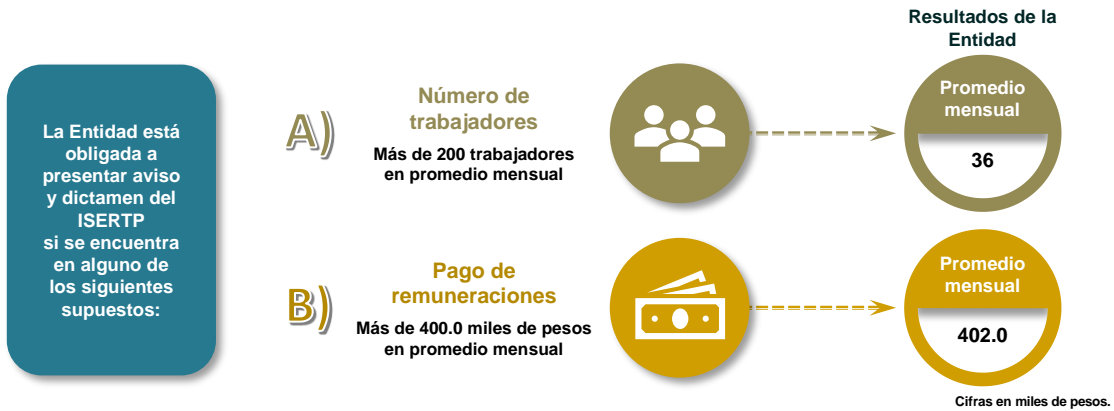 Resultados de la
Entidad
La Entidad está
obligada a
presentar aviso
y dictamen del
ISERTP
si se encuentra
en alguno de
los siguientes
supuestos:
A)
Número de
trabajadores
Más de 200 trabajadores
en promedio mensual
Promedio
mensual
36
B)
Pago de
remuneraciones
Más de 400.0 miles de pesos
en promedio mensual
Promedio
mensual
402.0
Cifras en miles de pesos.